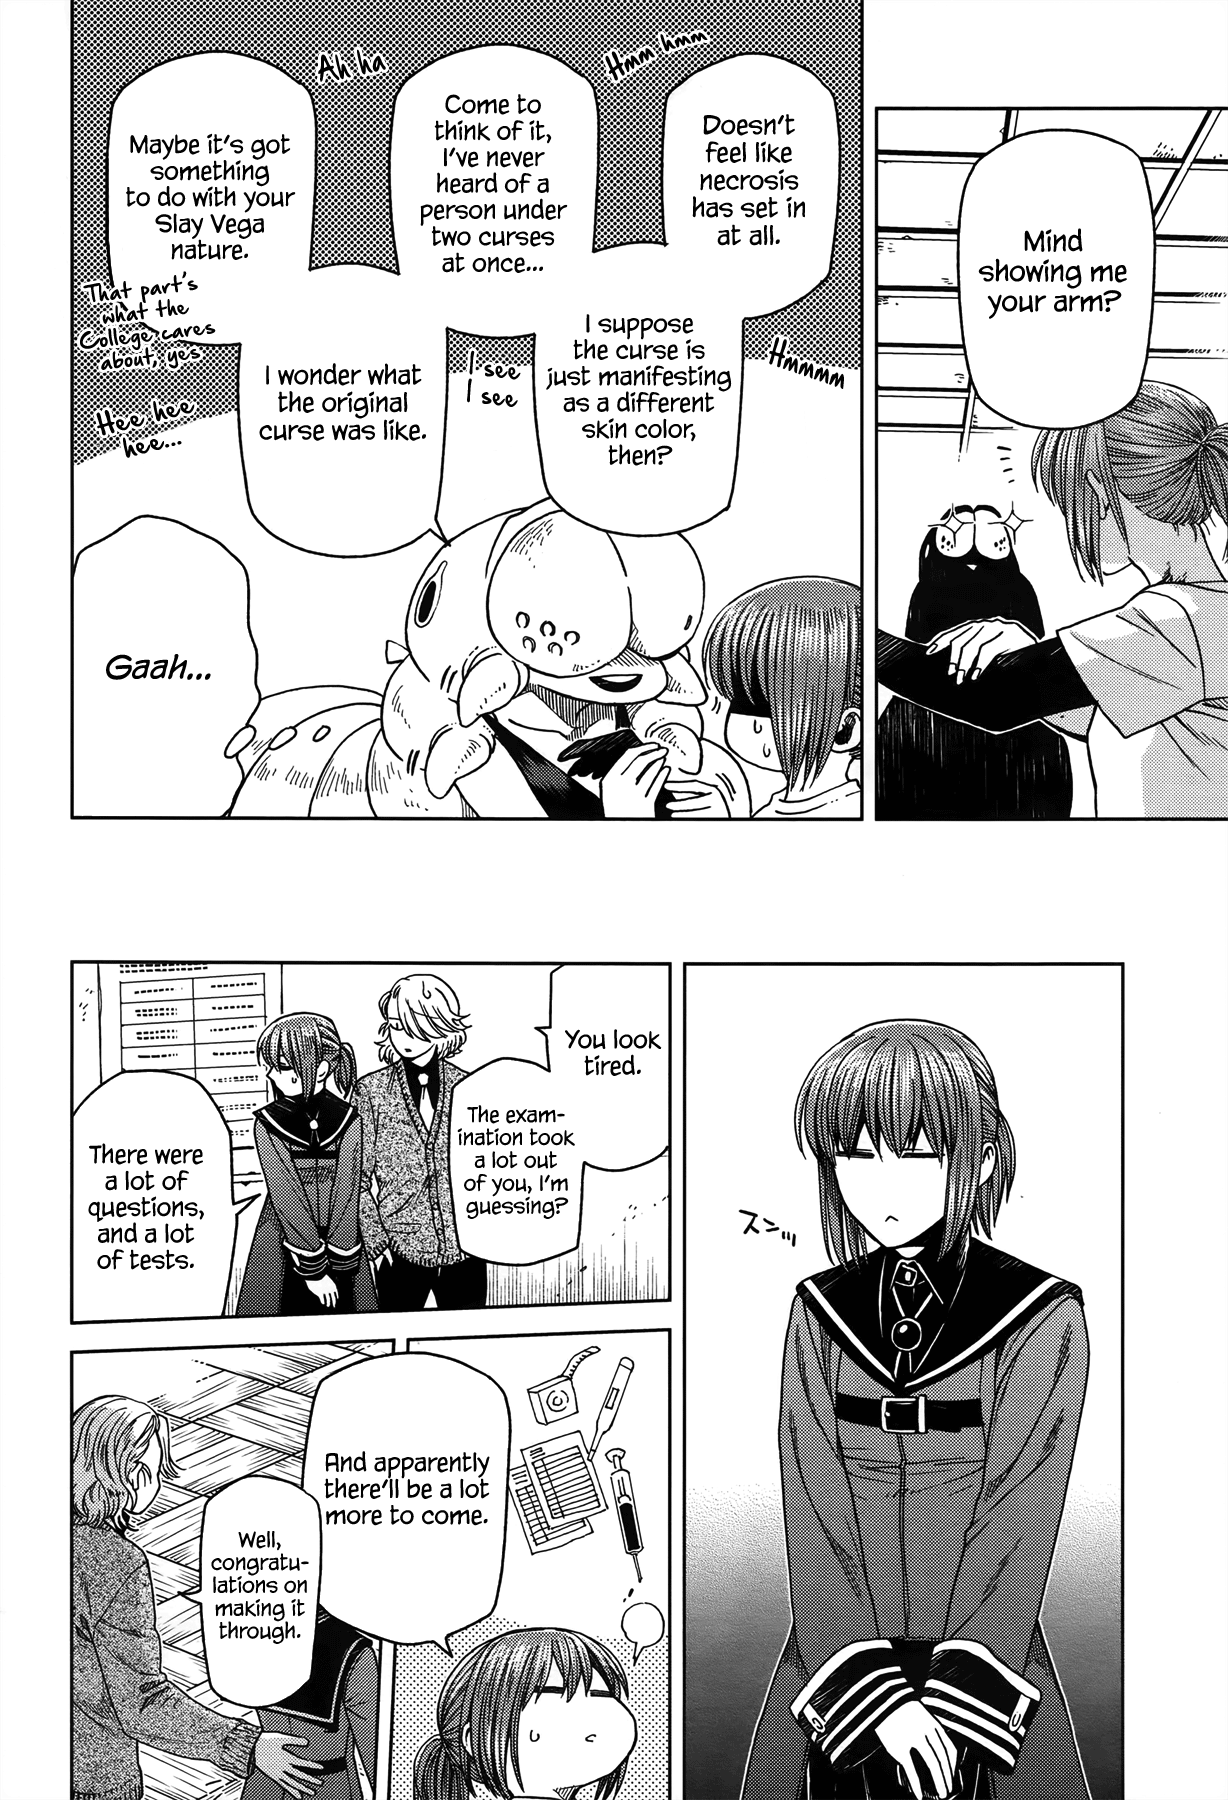 Mind
showing me
your arm?
Hmm hmm
Doesn't
feel like
necrosis
has set in
at all.
Hmmmm
I suppose
the curse is
just manifesting
as a different
skin color,
then?
Ah ha
Come to
think of it,
I've never
heard of a
person under
two curses
at once...
I see
I see
I wonder what
the original
curse was like.
Maybe it's got
something
to do with your
Slay Vega
nature.
That part's
what the
College cares
about, yes
Hee hee
hee...
Gaah...
スン...
You look
tired.
The exam-
ination took
a lot out
of you, I'm
guessing?
There were
a lot of
questions,
and a lot
of tests.
And apparently
there'll be a lot
more to come.
Well,
congratu-
lations on
making it
through.